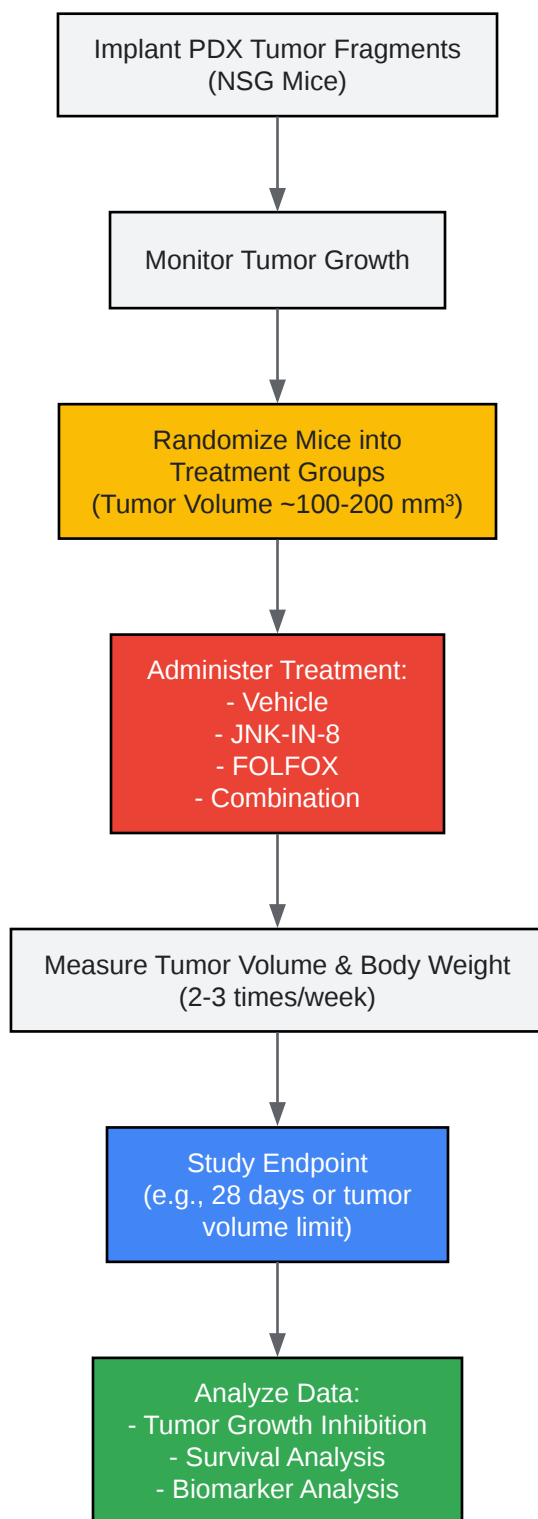 Implant PDX Tumor Fragments
(NSG Mice)
Monitor Tumor Growth
Randomize Mice into
Treatment Groups
(Tumor Volume ~100-200 mm³)
Administer Treatment:
- Vehicle
- JNK-IN-8
- FOLFOX
- Combination
Measure Tumor Volume & Body Weight
(2-3 times/week)
Study Endpoint
(e.g., 28 days or tumor
volume limit)
Analyze Data:
- Tumor Growth Inhibition
- Survival Analysis
- Biomarker Analysis